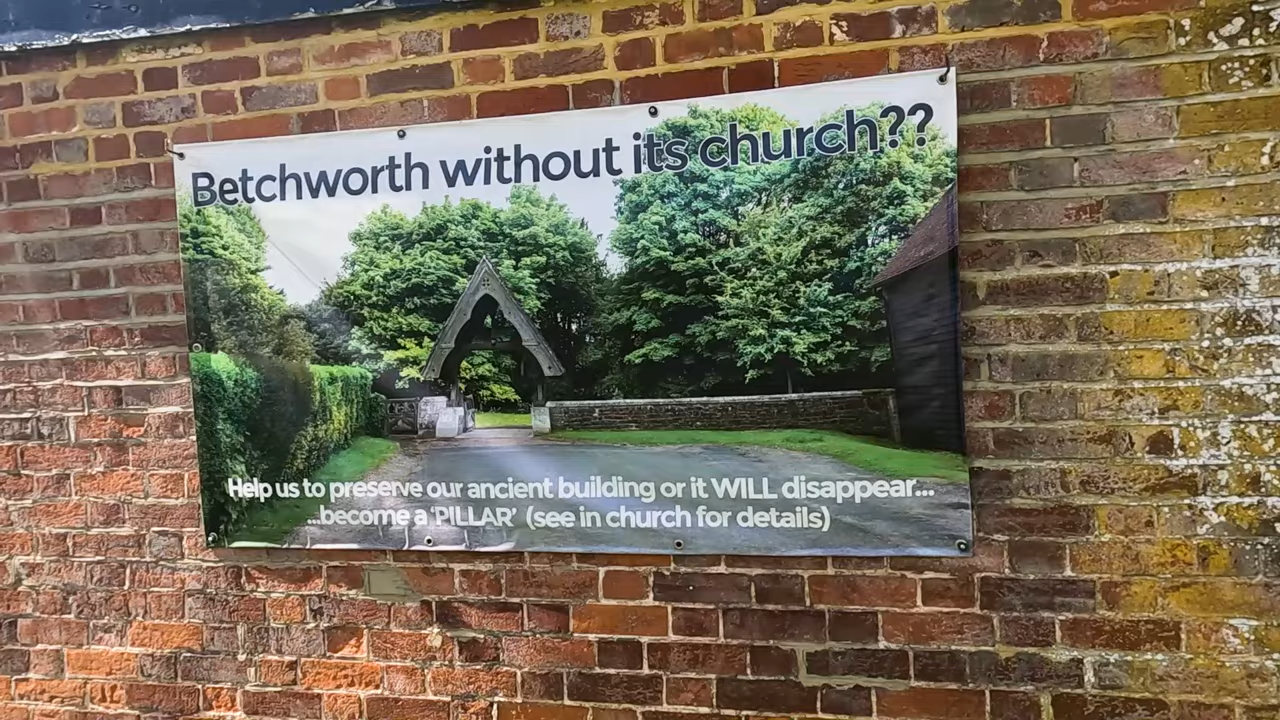 Betchworth without its church??
Help us to preserve our ancient building or it WILL disappear...
...become a 'PILLAR' (see in church for details)